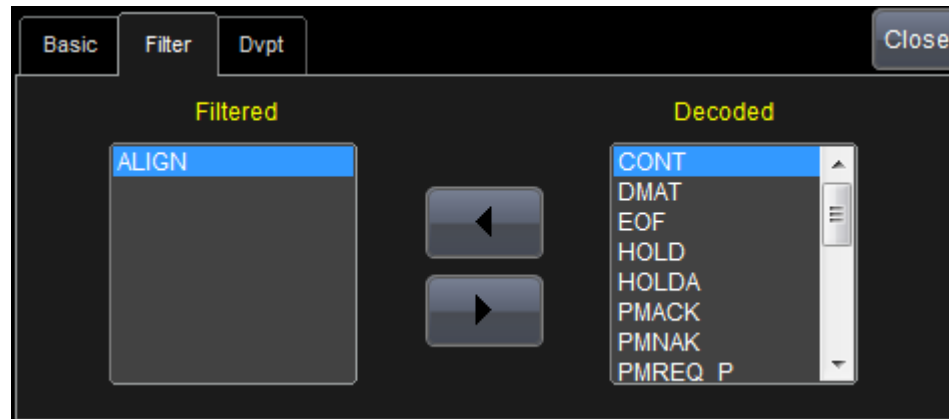 Basic Filter Dvpt Close
Filtered Decoded
ALIGN
CONT
DMAT
EOF
HOLD
HOLDA
PMACK
PMNAK
PMREQ_P